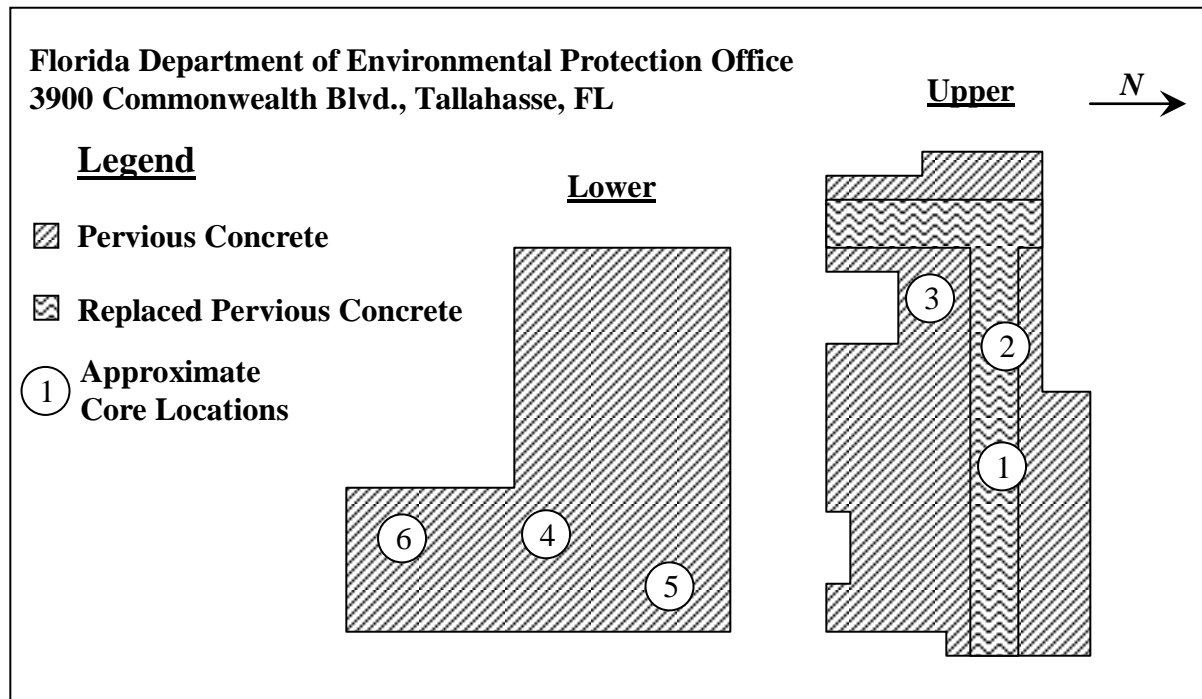 Florida Department of Environmental Protection Office
3900 Commonwealth Blvd., Tallahasse, FL
Upper
N
Legend
Lower
Pervious Concrete
Replaced Pervious Concrete
1 Approximate
Core Locations
3
2
1
6
4
5